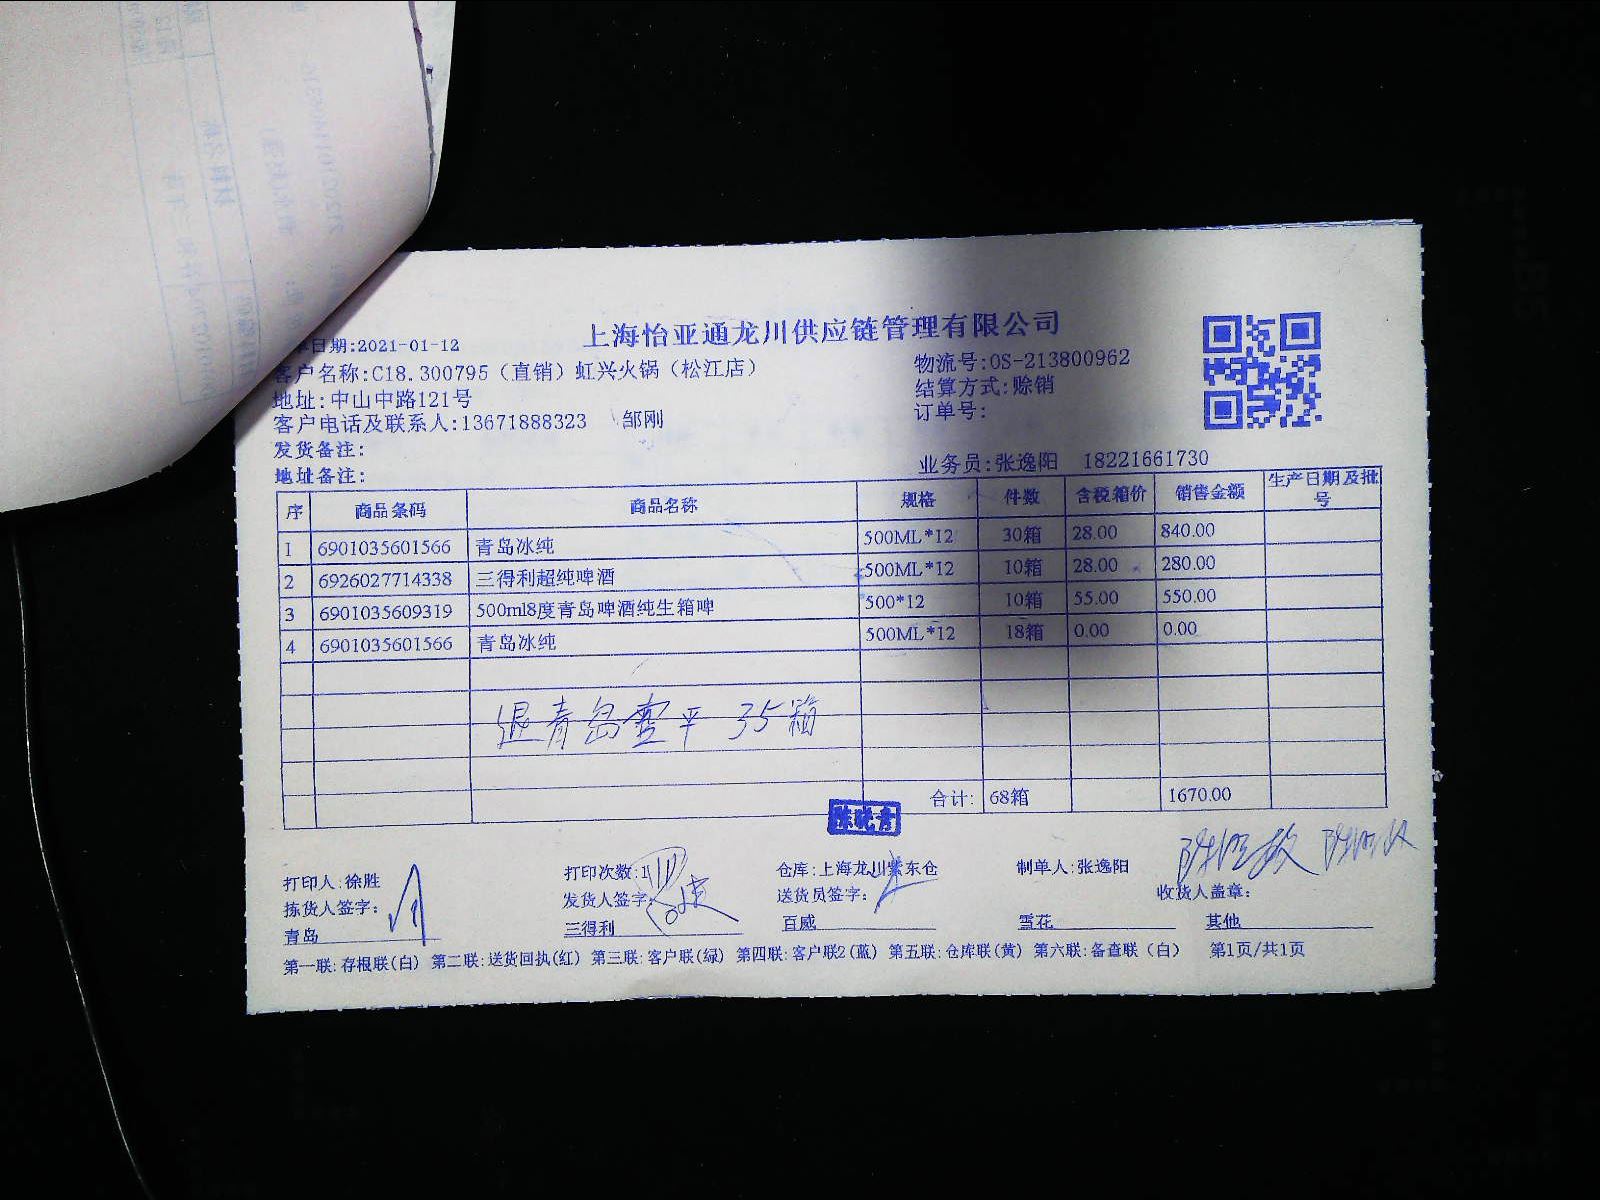 上海怡亚通龙川供应链管理有限公司
日期:2021-01-12
物流号:OS-213800962
客户名称:C18.300795（直销）虹兴火锅（松江店）
结算方式:赊销
地址:中山中路121号
订单号:
客户电话及联系人:13671888323 邹刚
发货备注:
业务员:张逸阳 18221661730
地址备注:
序 商品条码 商品名称 规格 件数 含税箱价 销售金额 生产日期及批号
1 6901035601566 青岛冰纯 500ML*12 30箱 28.00 840.00
2 6926027714338 三得利超纯啤酒 500ML*12 10箱 28.00 280.00
3 6901035609319 500ml8度青岛啤酒纯生箱啤 500*12 10箱 55.00 550.00
4 6901035601566 青岛冰纯 500ML*12 18箱 0.00 0.00
退青岛空平 35箱
合计: 68箱 1670.00
陈晓青
打印人:徐胜 打印次数:1 仓库:上海龙川紫东仓 制单人:张逸阳
拣货人签字: 发货人签字: 送货员签字: 收货人盖章:
青岛 三得利 百威 雪花 其他
第一联:存根联(白) 第二联:送货回执(红) 第三联:客户联(绿) 第四联:客户联2(蓝) 第五联:仓库联(黄) 第六联:备查联（白） 第1页/共1页